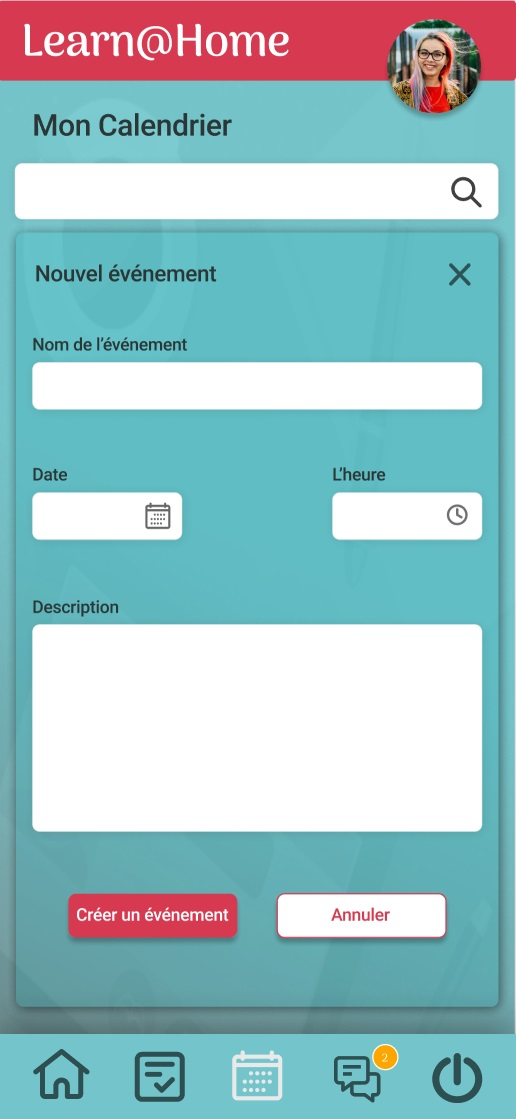 Learn@Home
Mon Calendrier
Nouvel événement
Nom de l'événement
Date
L'heure
Description
Créer un événement
Annuler
2